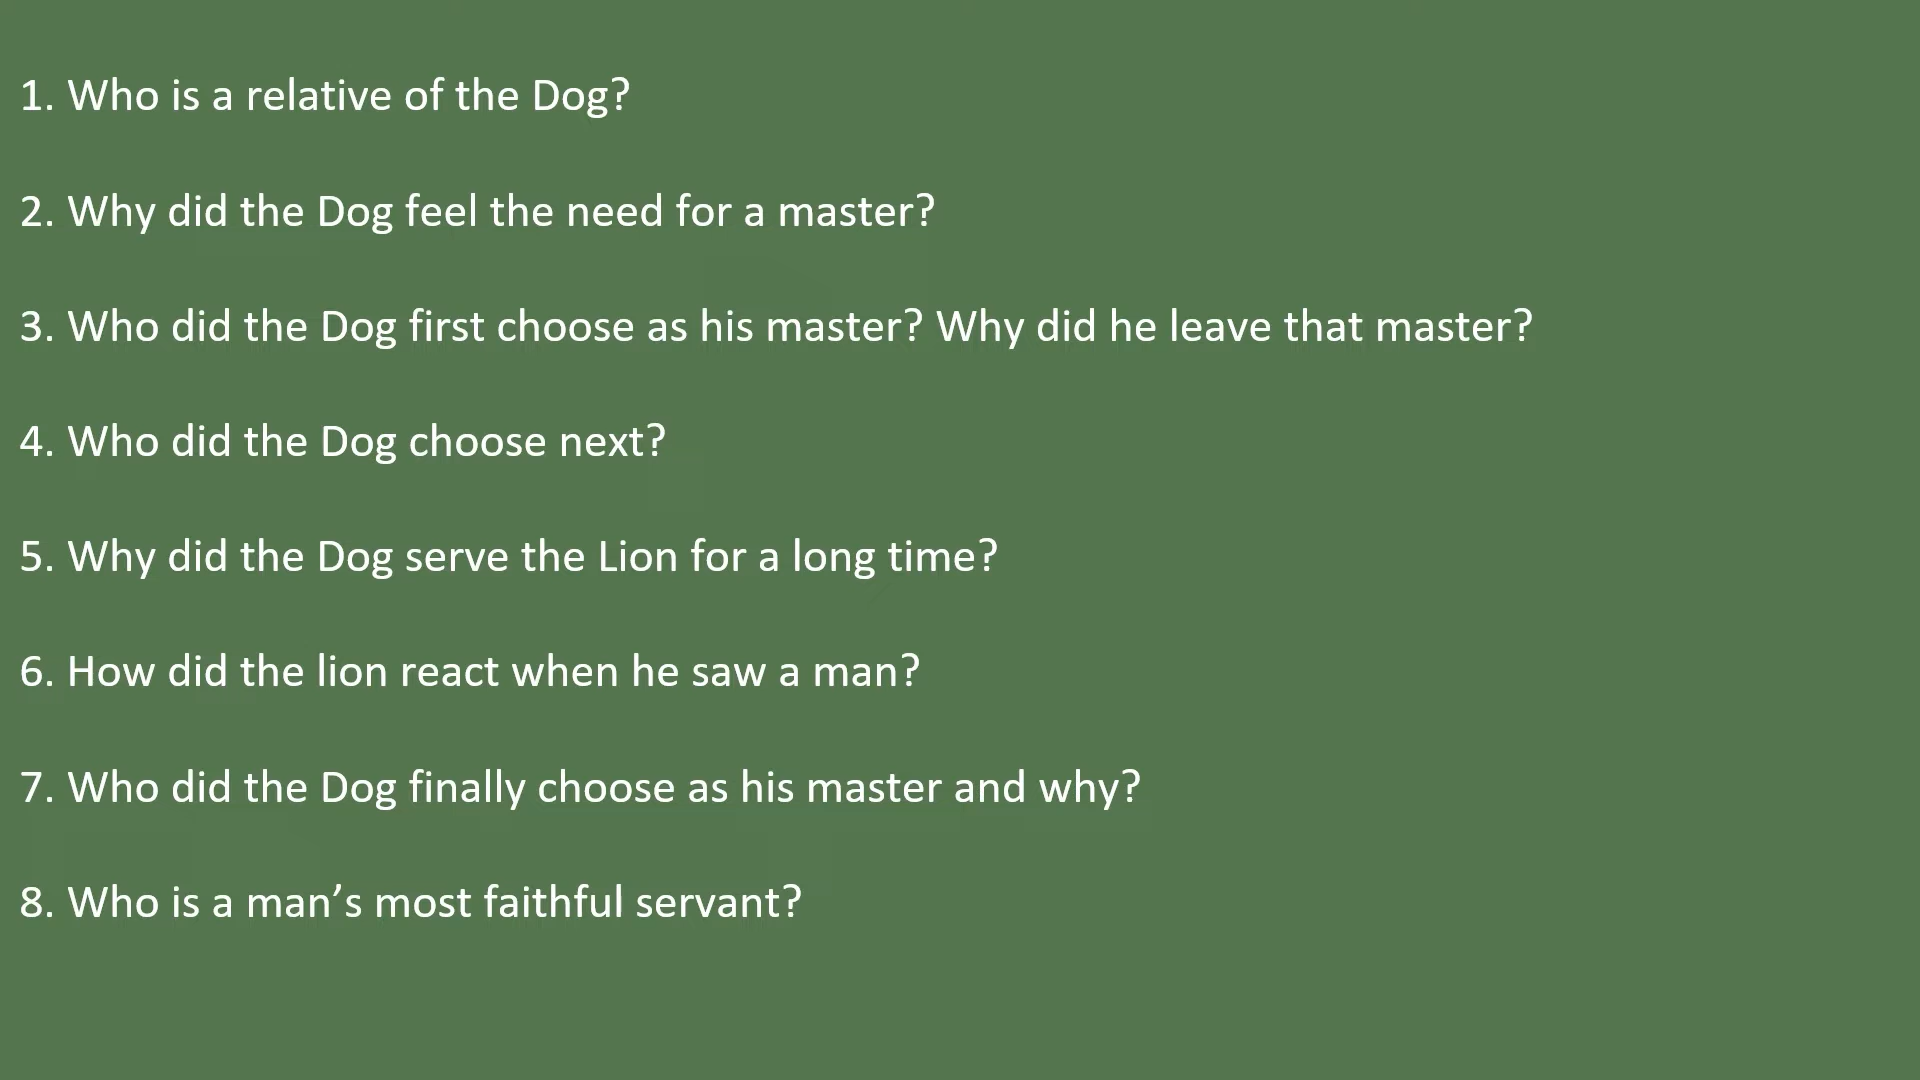 1. Who is a relative of the Dog?
2. Why did the Dog feel the need for a master?
3. Who did the Dog first choose as his master? Why did he leave that master?
4. Who did the Dog choose next?
5. Why did the Dog serve the Lion for a long time?
6. How did the lion react when he saw a man?
7. Who did the Dog finally choose as his master and why?
8. Who is a man’s most faithful servant?